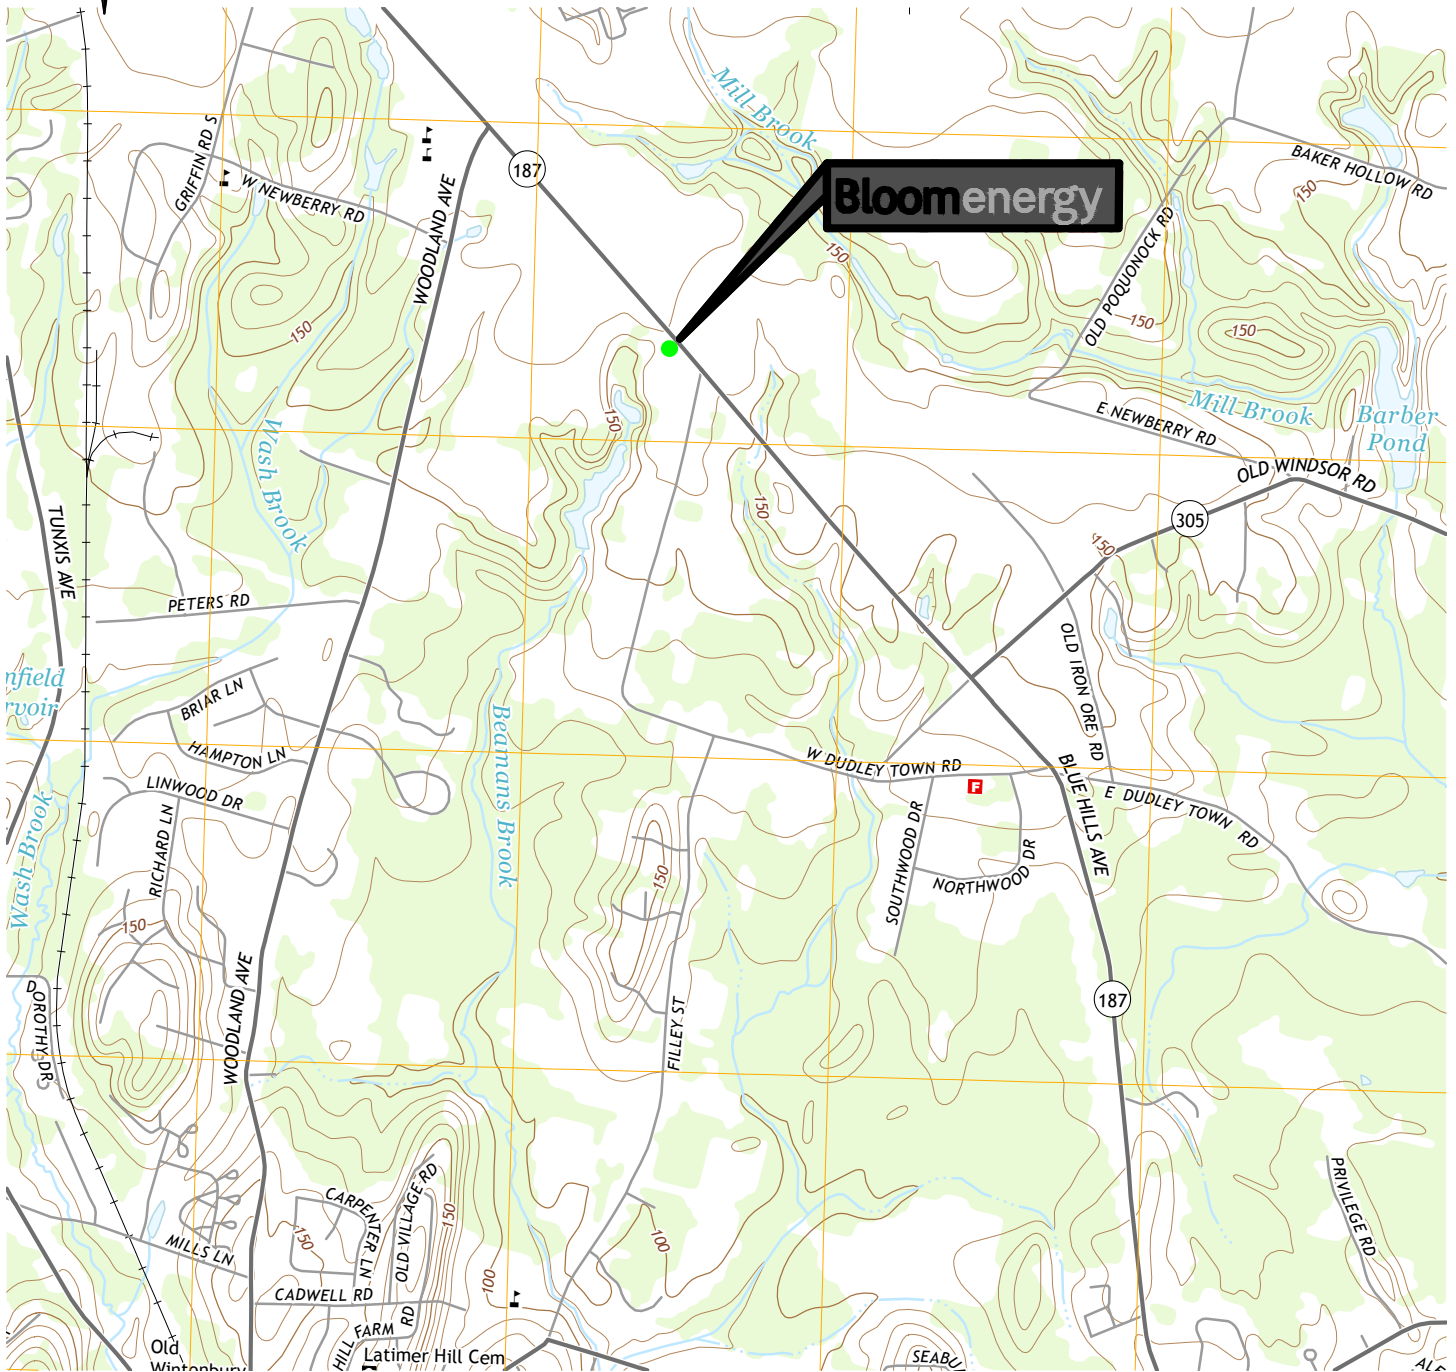 Mill Brook
GRIFFIN RD S
187
BAKER HOLLOW RD
W NEWBERRY RD
WOODLAND AVE
Bloomenergy
150
150
OLD POQUONOCK RD
150
150
150
150
Mill Brook
Barber
Pond
E NEWBERRY RD
Wash Brook
150
OLD WINDSOR RD
150
305
150
TUNXIS AVE
PETERS RD
OLD IRON ORE RD
nfield
rvoir
BRIAR LN
Beamans Brook
HAMPTON LN
W DUDLEY TOWN RD
F
BLUE HILLS AVE
LINWOOD DR
E DUDLEY TOWN RD
RICHARD LN
SOUTHWOOD DR
NORTHWOOD DR
Wash Brook
150
150
WOODLAND AVE
DOROTHY DR
187
FILLEY ST
CARPENTER LN
OLD VILLAGE RD
150
150
100
PRIVILEGE RD
MILLS LN
100
CADWELL RD
HILL FARM RD
Old
Wintonbury
Latimer Hill Cem
SEABU
ALE